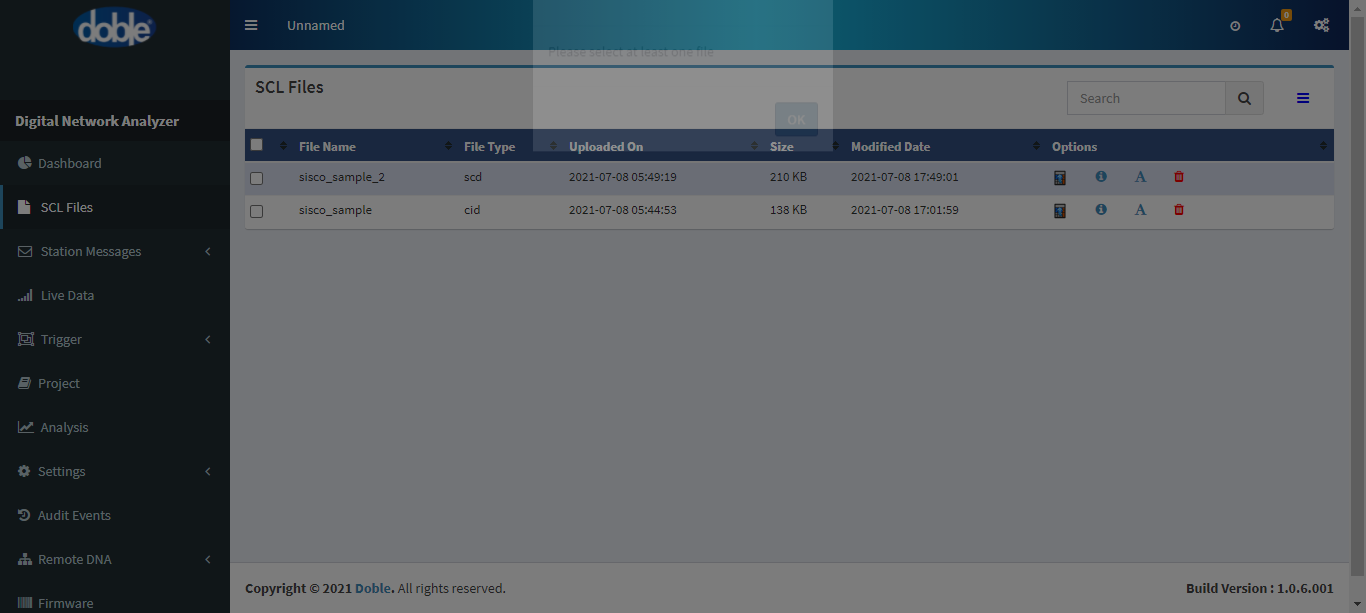 doble
Unnamed
0
Please select at least one file
OK
Digital Network Analyzer
Dashboard
SCL Files
Station Messages
Live Data
Trigger
Project
Analysis
Settings
Audit Events
Remote DNA
Firmware
SCL Files
Search
File Name File Type Uploaded On Size Modified Date Options
sisco_sample_2 scd 2021-07-08 05:49:19 210 KB 2021-07-08 17:49:01 A
sisco_sample cid 2021-07-08 05:44:53 138 KB 2021-07-08 17:01:59 A
Copyright © 2021 Doble. All rights reserved.
Build Version : 1.0.6.001